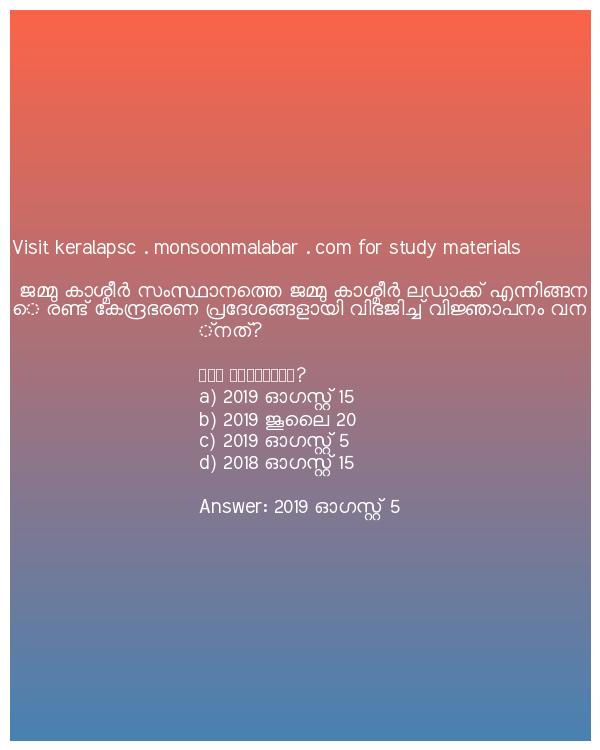 Visit keralapsc . monsoonmalabar . com for study materials
ജമ്മു കാശ്മീർ സംസ്ഥാനത്തെ ജമ്മു കാശ്മീർ ലഡാക്ക് എന്നിങ്ങന
െ രണ്ട് കേന്ദ്രഭരണ പ്രദേശങ്ങളായി വിഭജിച്ച് വിജ്ഞാപനം വന
്നത്?
?
a) 2019 ഓഗസ്റ്റ് 15
b) 2019 ജൂലൈ 20
c) 2019 ഓഗസ്റ്റ് 5
d) 2018 ഓഗസ്റ്റ് 15
Answer: 2019 ഓഗസ്റ്റ് 5